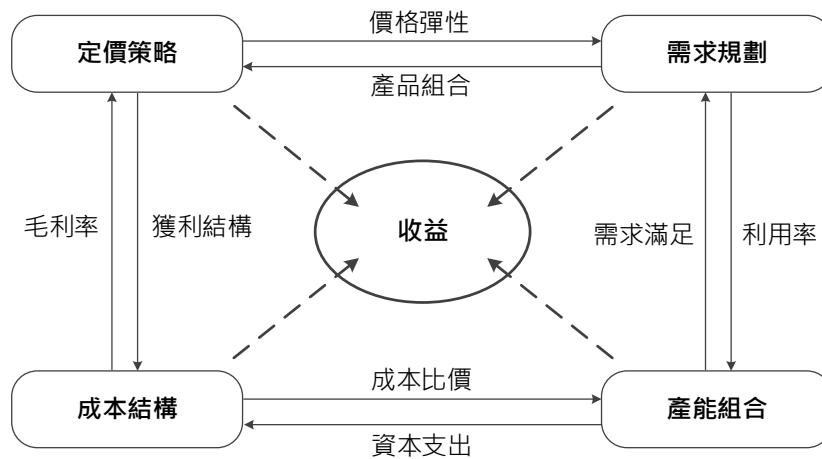 價格彈性
定價策略
需求規劃
產品組合
毛利率
獲利結構
收益
需求滿足
利用率
成本比價
成本結構
產能組合
資本支出